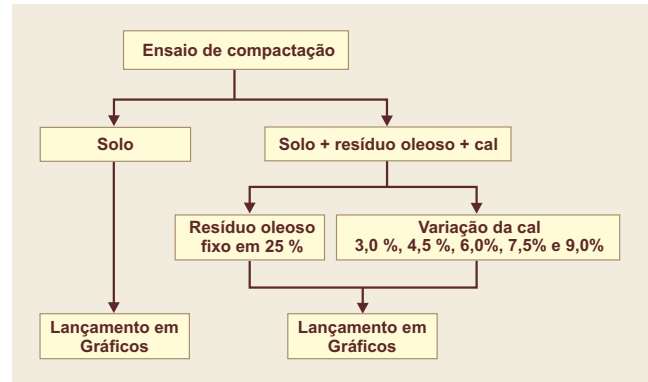 Ensaio de compactação
Solo
Solo + resíduo oleoso + cal
Resíduo oleoso
fixo em 25 %
Variação da cal
3,0 %, 4,5 %, 6,0%, 7,5% e 9,0%
Lançamento em
Gráficos
Lançamento em
Gráficos